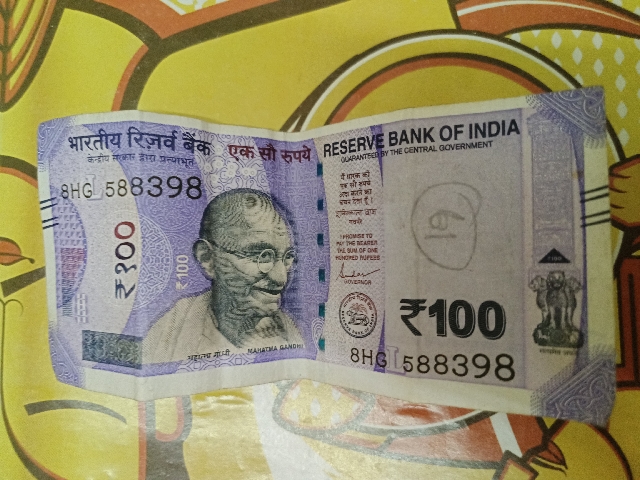 भारतीय रिज़र्व बैंक
केन्द्रीय सरकार द्वारा प्रत्याभूत
एक सौ रुपये
RESERVE BANK OF INDIA
GUARANTEED BY THE CENTRAL GOVERNMENT
8HG 588398
₹१००
₹100
मैं धारक को
एक सौ रुपये
अदा करने का
वचन देता हूँ।
गवर्नर
I PROMISE TO
PAY THE BEARER
THE SUM OF ONE
HUNDRED RUPEES
GOVERNOR
₹100
8HG 588398
महात्मा गांधी
MAHATMA GANDHI
सत्यमेव जयते